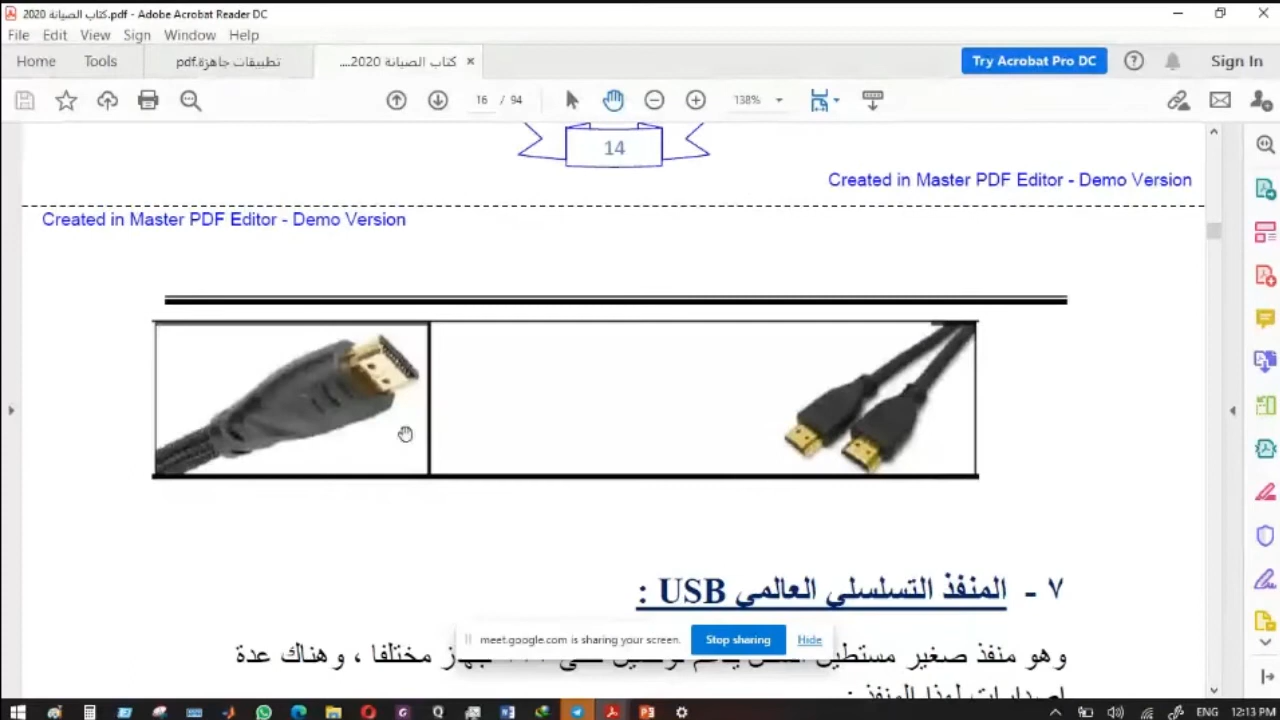 كتاب الصيانة 2020.pdf - Adobe Acrobat Reader DC
File Edit View Sign Window Help
Home Tools تطبيقات جاهزة.pdf كتاب الصيانة 2020.... × Try Acrobat Pro DC Sign In
16 / 94 138%
14
Created in Master PDF Editor - Demo Version
Created in Master PDF Editor - Demo Version
٧ - المنفذ التسلسلي العالمي USB :
meet.google.com is sharing your screen. Stop sharing Hide
وهو منفذ صغير مستطيل مختلفا ، وهناك عدة
ENG 12:13 PM